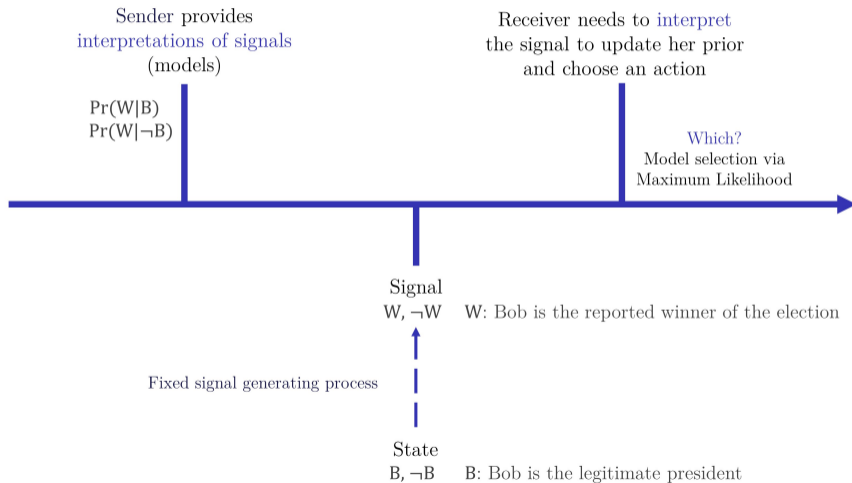 Sender provides
interpretations of signals
(models)
Pr(W|B)
Pr(W|¬B)
Receiver needs to interpret
the signal to update her prior
and choose an action
Which?
Model selection via
Maximum Likelihood
Signal
W, ¬W W: Bob is the reported winner of the election
Fixed signal generating process
State
B, ¬B B: Bob is the legitimate president